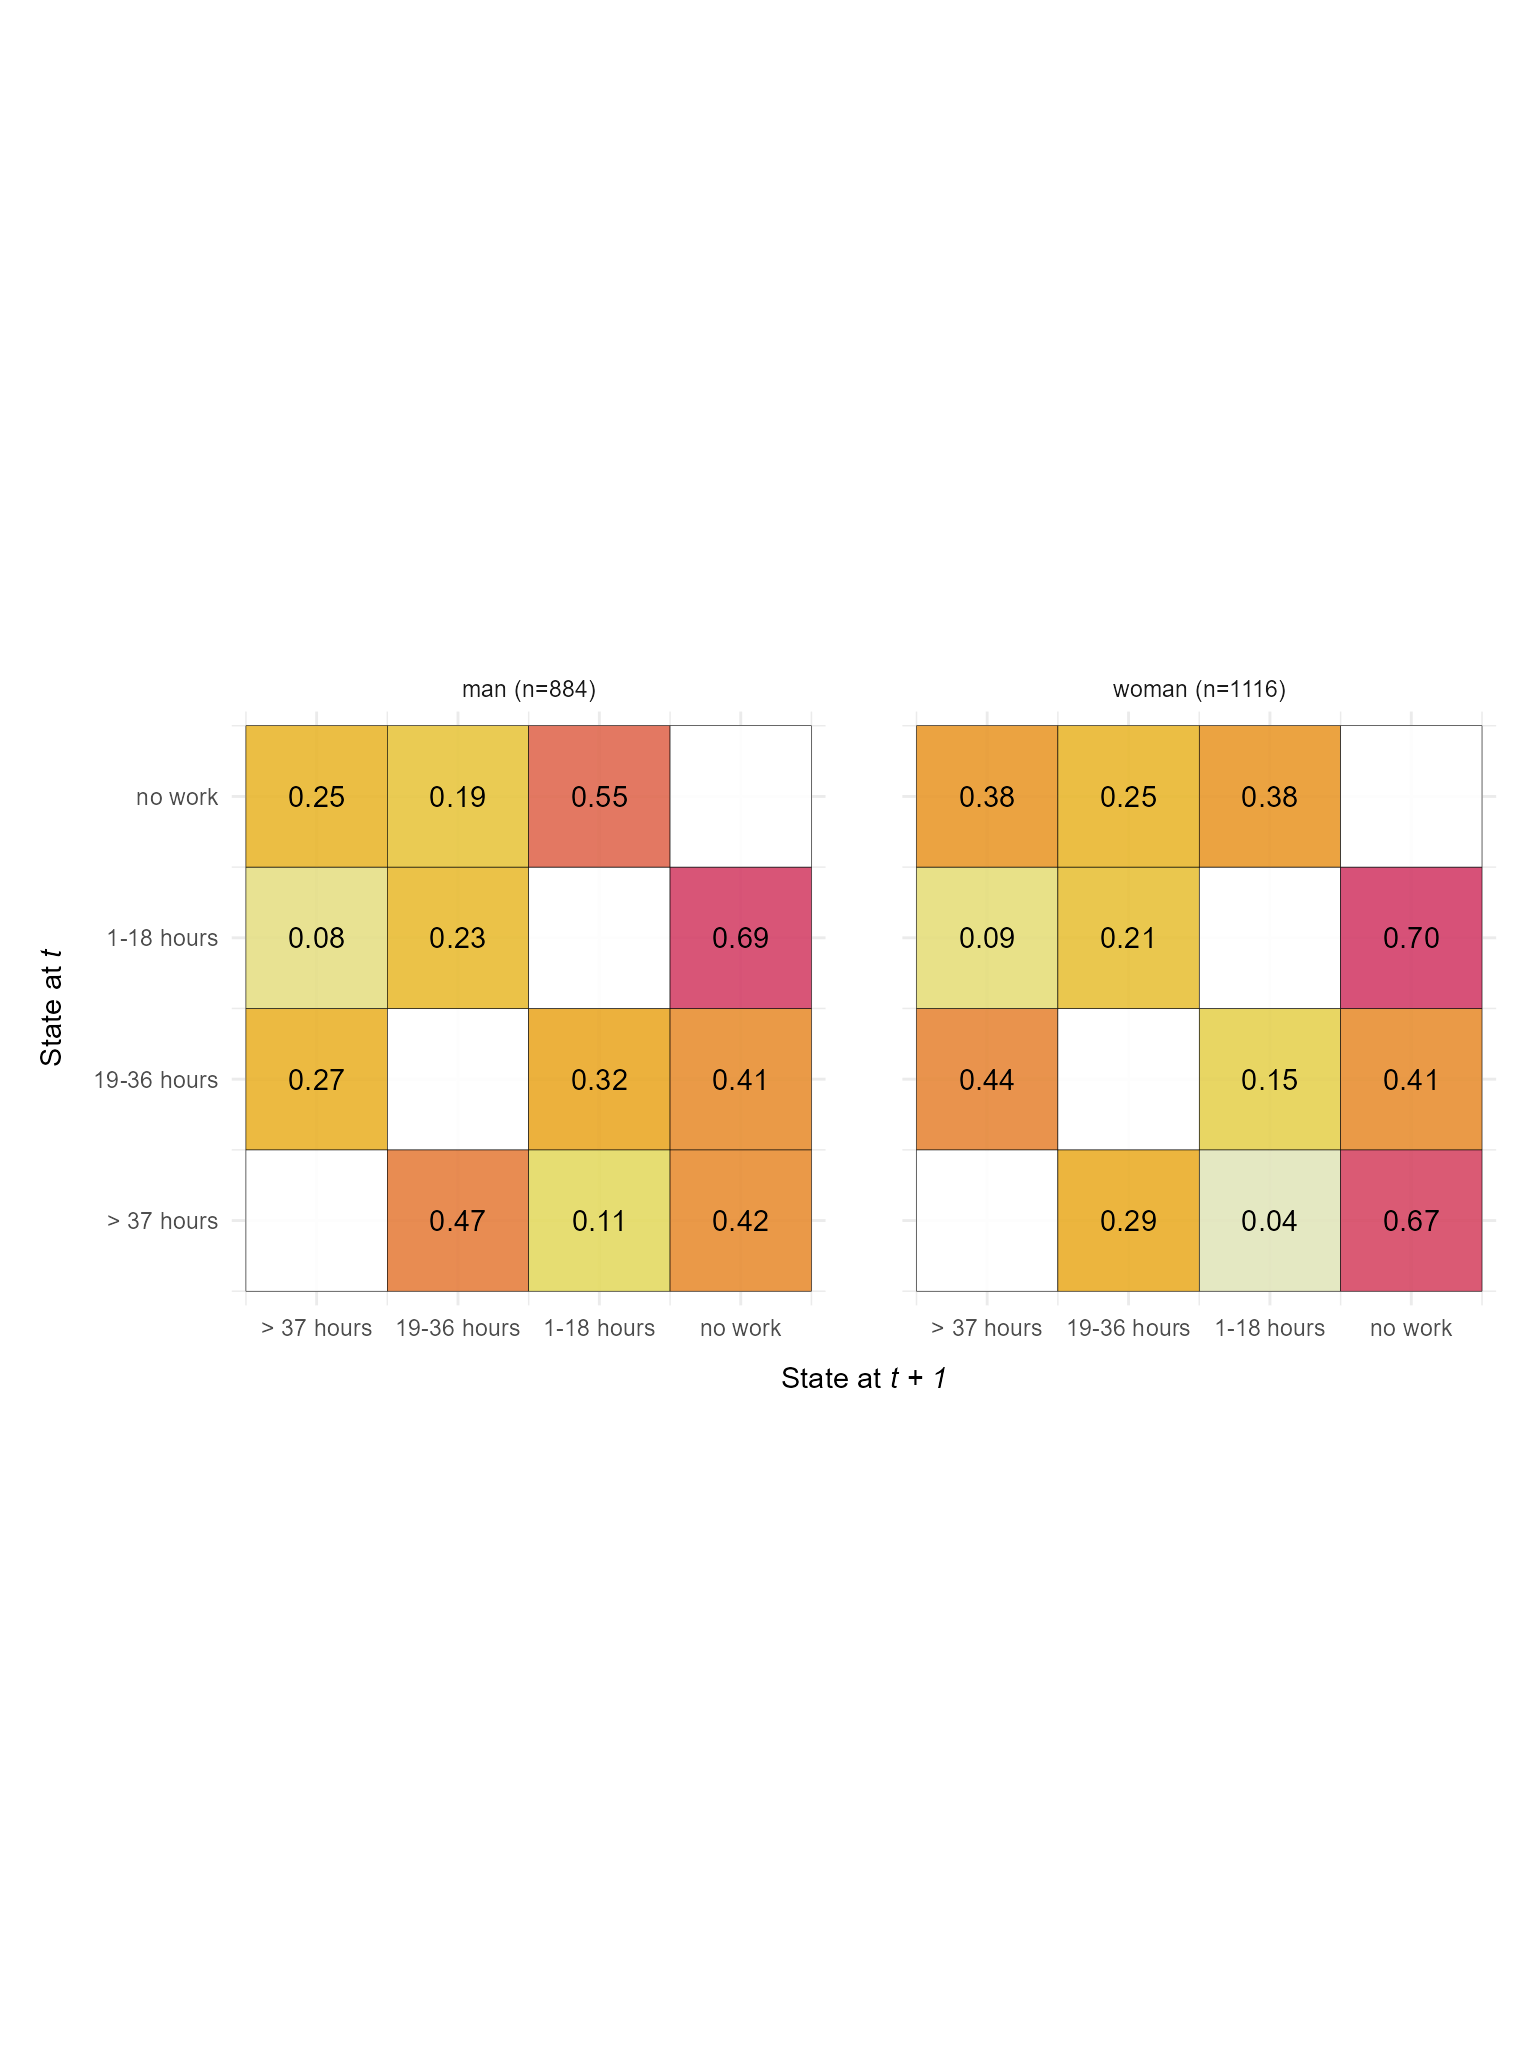 man (n=884)
woman (n=1116)
State at t
no work
0.25 0.19 0.55
0.38 0.25 0.38
1-18 hours
0.08 0.23 0.69
0.09 0.21 0.70
19-36 hours
0.27 0.32 0.41
0.44 0.15 0.41
> 37 hours
0.47 0.11 0.42
0.29 0.04 0.67
> 37 hours 19-36 hours 1-18 hours no work
> 37 hours 19-36 hours 1-18 hours no work
State at t + 1